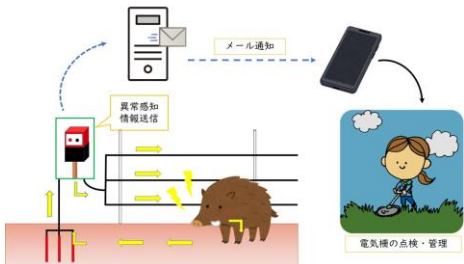 メール通知
異常感知
情報送信
電気柵の点検・管理